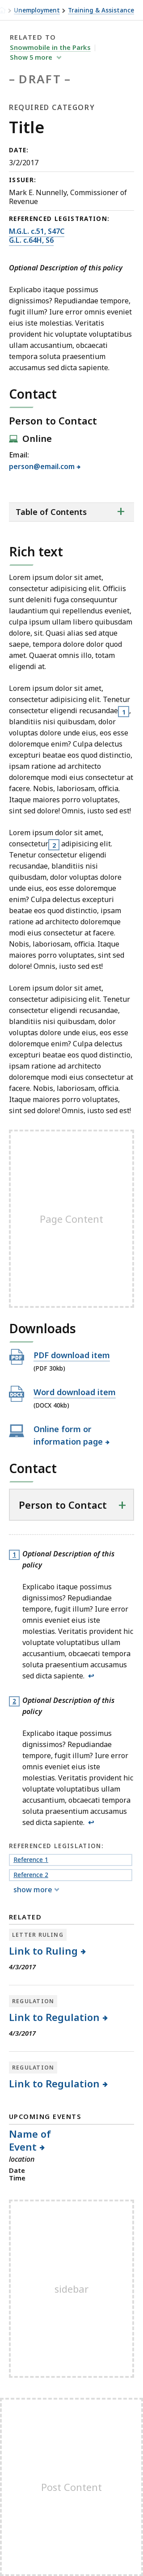 Unemployment > Training & Assistance
RELATED TO
Snowmobile in the Parks
Show 5 more
– DRAFT –
REQUIRED CATEGORY
Title
DATE:
3/2/2017
ISSUER:
Mark E. Nunnelly, Commissioner of
Revenue
REFERENCED LEGISTRATION:
M.G.L. c.51, S47C
G.L. c.64H, S6
Optional Description of this policy
Explicabo itaque possimus
dignissimos? Repudiandae tempore,
fugit illum? Iure error omnis eveniet
eius iste molestias. Veritatis
provident hic voluptate voluptatibus
ullam accusantium, obcaecati
temporibus soluta praesentium
accusamus sed dicta sapiente.
Contact
Person to Contact
Online
Email:
person@email.com
Table of Contents +
Rich text
Lorem ipsum dolor sit amet,
consectetur adipisicing elit. Officiis
at deleniti fuga consequuntur
laudantium qui repellendus eveniet,
culpa voluptatem quibusdam
dolore, sit. Quasi alias sed atque
saepe, tempora dolore dolor quod
amet. Quaerat omnis illo, totam
eligendi at.
Lorem ipsum dolor sit amet,
consectetur adipisicing elit. Tenetur
consectetur eligendi recusandae 1,
blanditiis nisi quibusdam, dolor
voluptas dolore unde eius, non esse
doloremque enim? Culpa delectus
excepturi beatae eos quod dictinctio,
ipsam ratione ad architecto
doloremque modi eius consectetur at
facere. Nobis, laboriosam, officia.
Itaque maiores porro voluptates,
sint sed dolore! Omnis, iusto sed est!
Lorem ipsum dolor sit amet,
consectetur 2 adipisicing elit.
Tenetur consectetur eligendi
recusandae, blanditiis nisi
quibusdam, dolor voluptas dolore
unde eius, non esse doloremque
enim? Culpa delectus excepturi
beatae eos quod dictinctio, ipsam
ratione ad architecto doloremque
modi eius consectetur at facere.
Nobis, laboriosam, officia. Itaque
maiores porro voluptates, sint sed
dolore! Omnis, iusto sed est!
Lorem ipsum dolor sit amet,
consectetur adipisicing elit. Tenetur
consectetur eligendi recusandae,
blanditiis nisi quibusdam, dolor
voluptas dolore unde eius, non esse
doloremque enim? Culpa delectus
excepturi beatae eos quod dictinctio,
ipsam ratione ad architecto
doloremque modi eius consectetur at
facere. Nobis, laboriosam, officia.
Itaque maiores porro voluptates,
sint sed dolore! Omnis, iusto sed est!
Page Content
Downloads
PDF download item
(PDF 30kb)
Word download item
(DOCX 40kb)
Online form or
information page
Contact
Person to Contact +
1 Optional Description of this
policy
Explicabo itaque possimus
dignissimos? Repudiandae
tempore, fugit illum? Iure error
omnis eveniet eius iste
molestias. Veritatis provident hic
voluptate voluptatibus ullam
accusantium, obcaecati
temporibus soluta
praesentium accusamus
sed dicta sapiente.
2 Optional Description of this
policy
Explicabo itaque possimus
dignissimos? Repudiandae
tempore, fugit illum? Iure error
omnis eveniet eius iste
molestias. Veritatis provident hic
voluptate voluptatibus ullam
accusantium, obcaecati
temporibus soluta
praesentium accusamus
sed dicta sapiente.
REFERENCED LEGISLATION:
Reference 1
Reference 2
show more
RELATED
LETTER RULING
Link to Ruling
4/3/2017
REGULATION
Link to Regulation
4/3/2017
REGULATION
Link to Regulation
UPCOMING EVENTS
Name of
Event
location
Date
Time
sidebar
Post Content